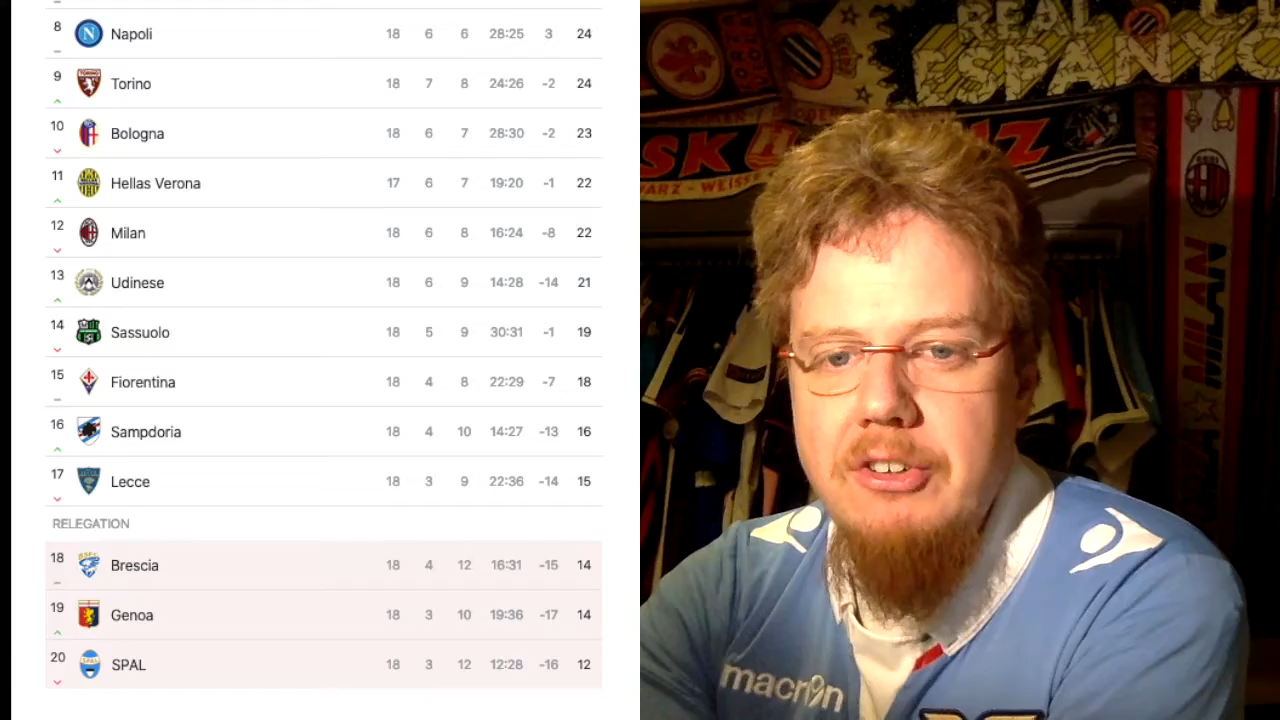 8 Napoli 18 6 6 28:25 3 24
9 Torino 18 7 8 24:26 -2 24
10 Bologna 18 6 7 28:30 -2 23
11 Hellas Verona 17 6 7 19:20 -1 22
12 Milan 18 6 8 16:24 -8 22
13 Udinese 18 6 9 14:28 -14 21
14 Sassuolo 18 5 9 30:31 -1 19
15 Fiorentina 18 4 8 22:29 -7 18
16 Sampdoria 18 4 10 14:27 -13 16
17 Lecce 18 3 9 22:36 -14 15
RELEGATION
18 Brescia 18 4 12 16:31 -15 14
19 Genoa 18 3 10 19:36 -17 14
20 SPAL 18 3 12 12:28 -16 12
REAL C.D.
ESPANYO
SK
Z
MILAN
macron